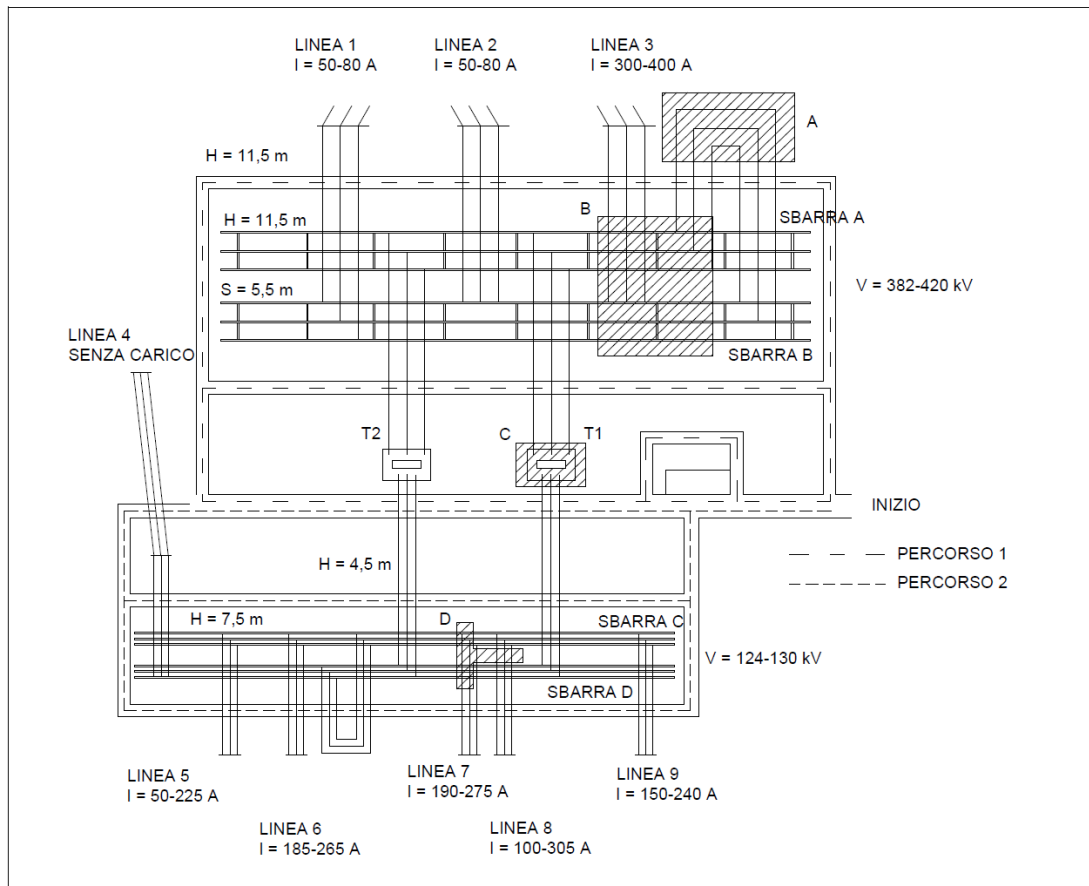 LINEA 1
I = 50-80 A
LINEA 2
I = 50-80 A
LINEA 3
I = 300-400 A
A
H = 11,5 m
B
H = 11,5 m
SBARRA A
S = 5,5 m
V = 382-420 kV
LINEA 4
SENZA CARICO
SBARRA B
T2
C
T1
INIZIO
H = 4,5 m
PERCORSO 1
PERCORSO 2
H = 7,5 m
D
SBARRA C
V = 124-130 kV
SBARRA D
LINEA 5
I = 50-225 A
LINEA 7
I = 190-275 A
LINEA 9
I = 150-240 A
LINEA 6
I = 185-265 A
LINEA 8
I = 100-305 A